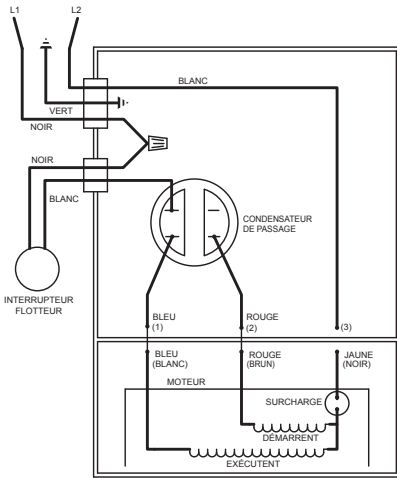 L1
L2
BLANC
VERT
NOIR
NOIR
BLANC
CONDENSATEUR
DE PASSAGE
INTERRUPTEUR
FLOTTEUR
BLEU
(1)
ROUGE
(2)
(3)
BLEU
(BLANC)
ROUGE
(BRUN)
JAUNE
(NOIR)
MOTEUR
SURCHARGE
DÉMARRENT
EXÉCUTENT